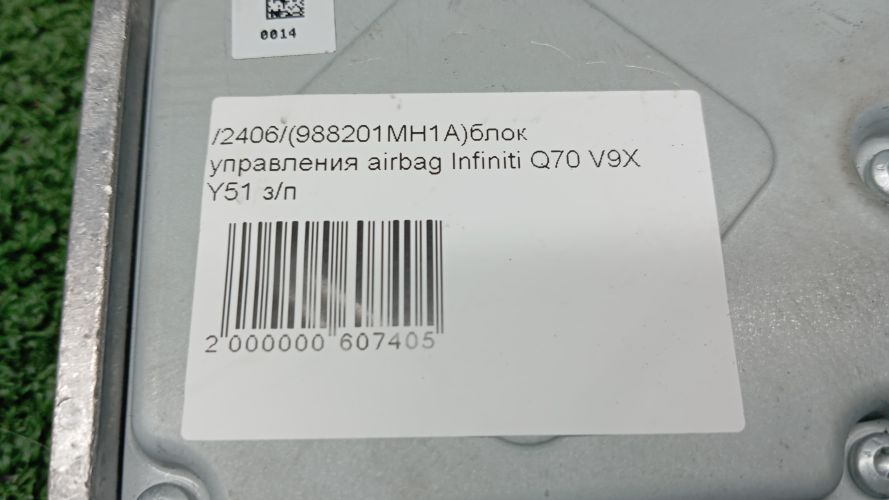 0014
/2406/(988201MH1A)блок
управления airbag Infiniti Q70 V9X
Y51 з/п
2 000000 607405